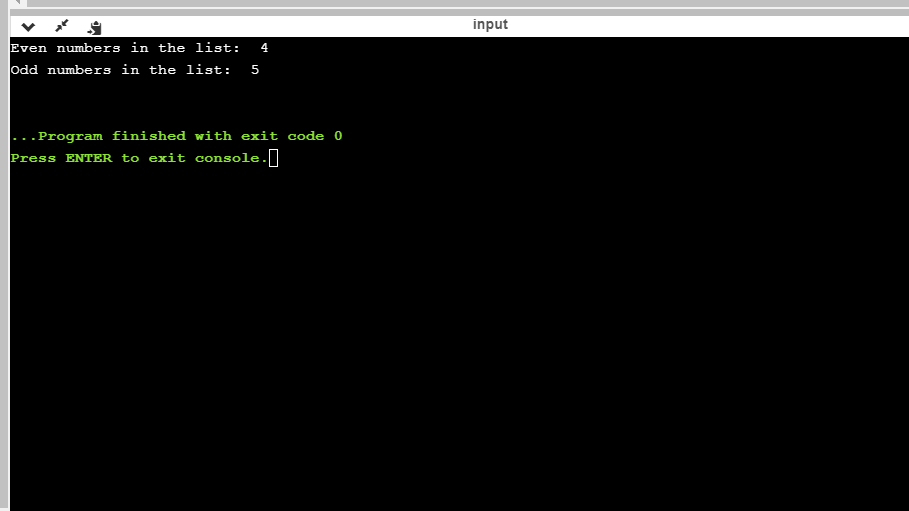 input
Even numbers in the list:  4
Odd numbers in the list:  5
...Program finished with exit code 0
Press ENTER to exit console.